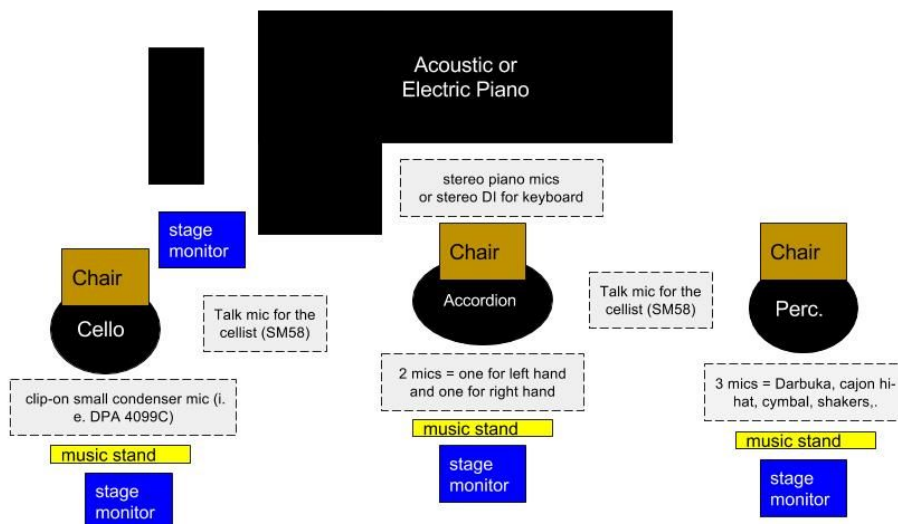 Acoustic or
Electric Piano
stereo piano mics
or stereo DI for keyboard
stage
monitor
Chair
Cello
Talk mic for the
cellist (SM58)
Chair
Accordion
Talk mic for the
cellist (SM58)
Chair
Perc.
clip-on small condenser mic (i.
e. DPA 4099C)
2 mics = one for left hand
and one for right hand
3 mics = Darbuka, cajon hi-
hat, cymbal, shakers,.
music stand
music stand
music stand
stage
monitor
stage
monitor
stage
monitor